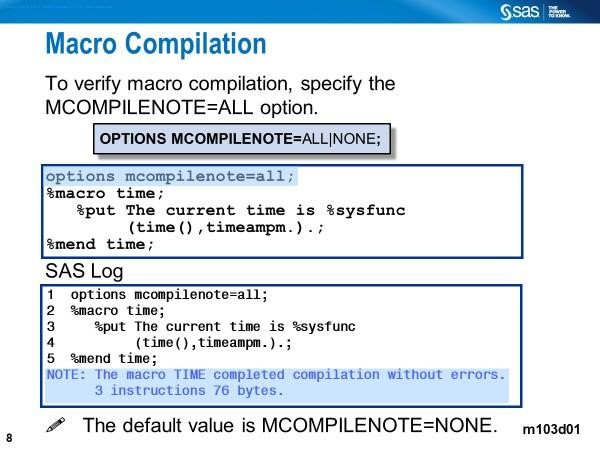 sas THE POWER TO KNOW.
Macro Compilation
To verify macro compilation, specify the
MCOMPILENOTE=ALL option.
OPTIONS MCOMPILENOTE=ALL|NONE;
options mcompilenote=all;
%macro time;
%put The current time is %sysfunc
(time(),timeampm.).;
%mend time;
SAS Log
1 options mcompilenote=all;
2 %macro time;
3 %put The current time is %sysfunc
4 (time(),timeampm.).;
5 %mend time;
NOTE: The macro TIME completed compilation without errors.
3 instructions 76 bytes.
The default value is MCOMPILENOTE=NONE.
m103d01
8